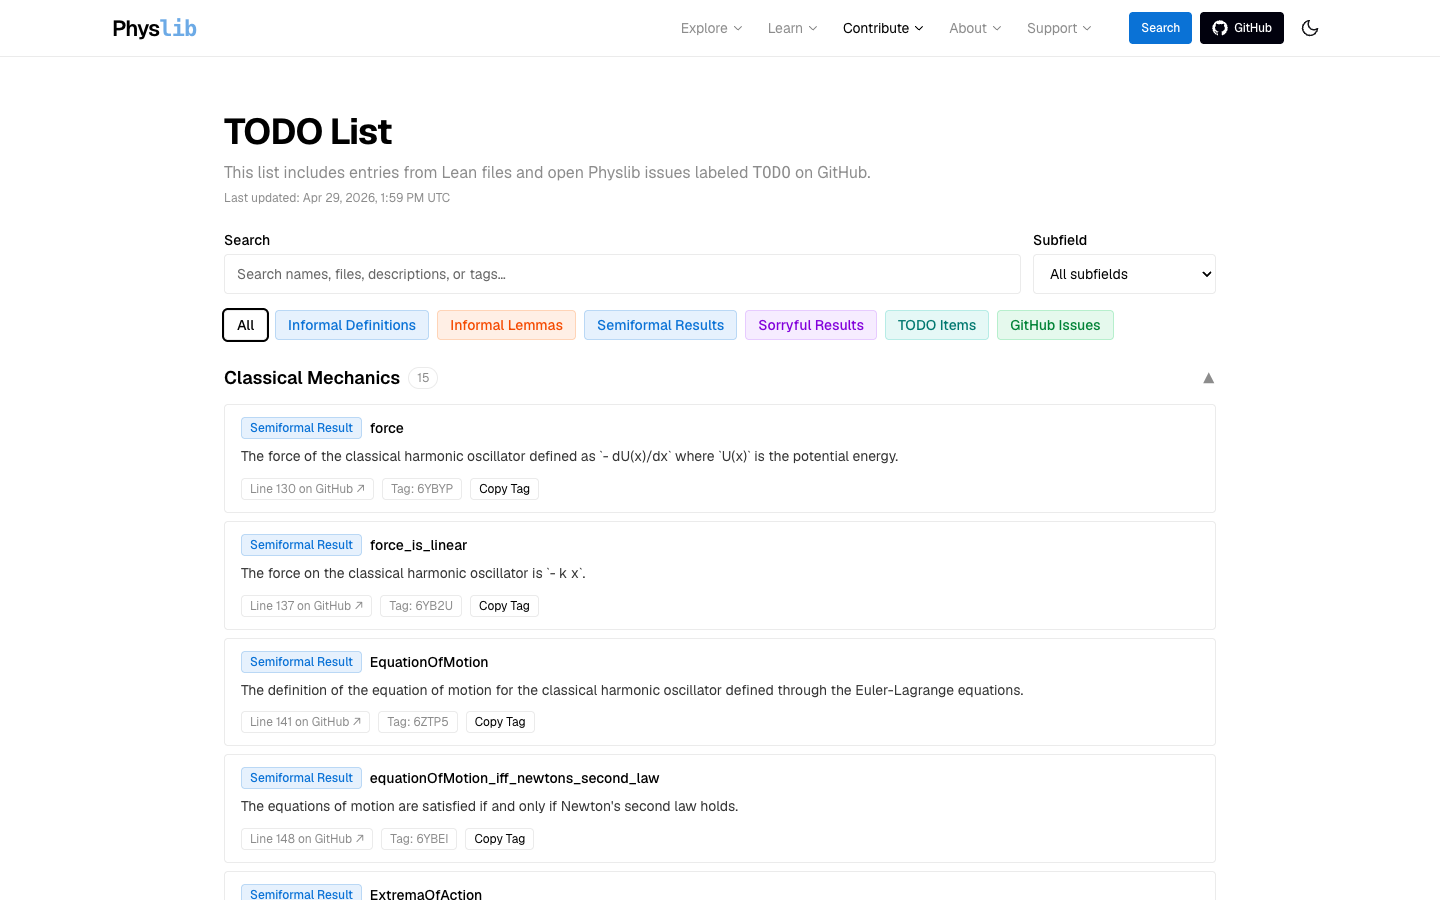 Physlib
Explore Learn Contribute About Support Search GitHub
TODO List
This list includes entries from Lean files and open Physlib issues labeled TODO on GitHub.
Last updated: Apr 29, 2026, 1:59 PM UTC
Search Subfield
Search names, files, descriptions, or tags… All subfields
All Informal Definitions Informal Lemmas Semiformal Results Sorryful Results TODO Items GitHub Issues
Classical Mechanics 15 ▲
Semiformal Result force
The force of the classical harmonic oscillator defined as `- dU(x)/dx` where `U(x)` is the potential energy.
Line 130 on GitHub ↗ Tag: 6YBYP Copy Tag
Semiformal Result force_is_linear
The force on the classical harmonic oscillator is `- k x`.
Line 137 on GitHub ↗ Tag: 6YB2U Copy Tag
Semiformal Result EquationOfMotion
The definition of the equation of motion for the classical harmonic oscillator defined through the Euler-Lagrange equations.
Line 141 on GitHub ↗ Tag: 6ZTP5 Copy Tag
Semiformal Result equationOfMotion_iff_newtons_second_law
The equations of motion are satisfied if and only if Newton's second law holds.
Line 148 on GitHub ↗ Tag: 6YBEI Copy Tag
Semiformal Result ExtremaOfAction